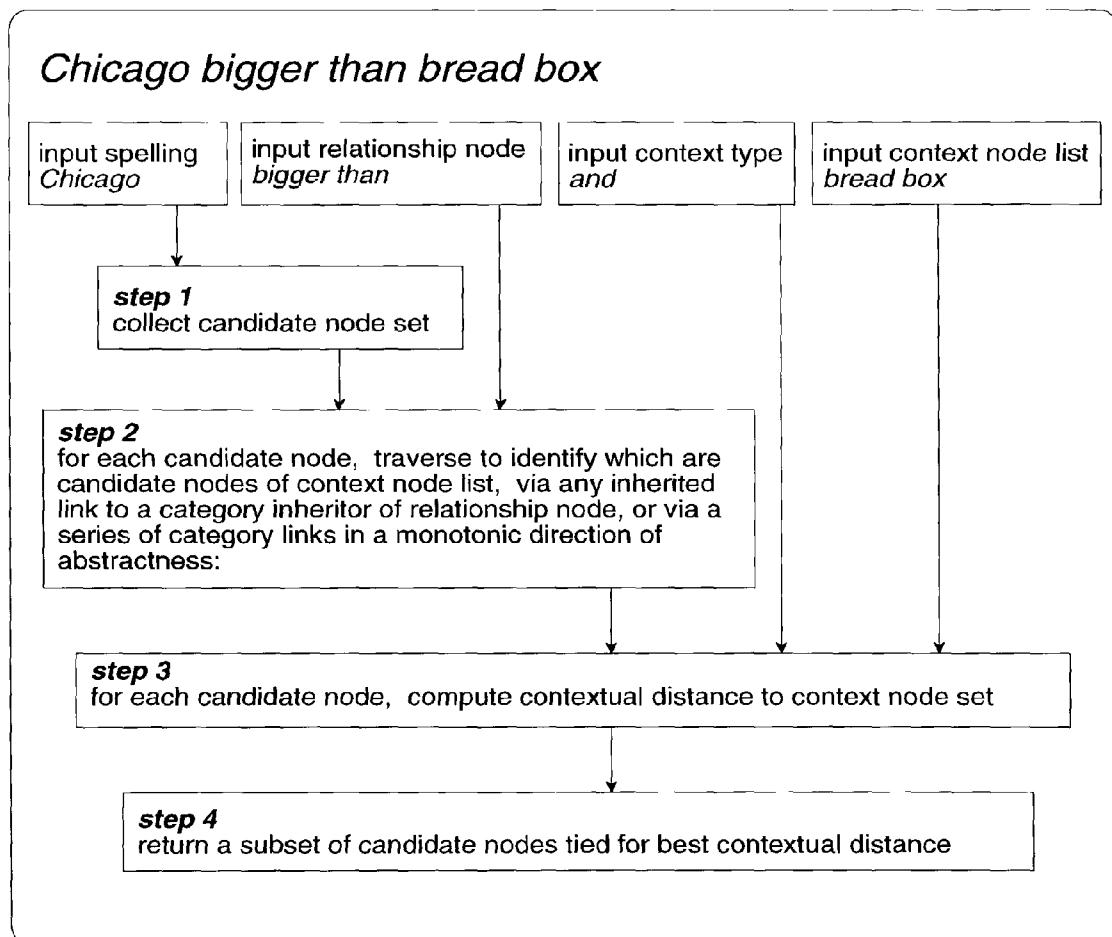 Chicago bigger than bread box
input spelling
Chicago
input relationship node
bigger than
input context type
and
input context node list
bread box
step 1
collect candidate node set
step 2
for each candidate node, traverse to identify which are
candidate nodes of context node list, via any inherited
link to a category inheritor of relationship node, or via a
series of category links in a monotonic direction of
abstractness:
step 3
for each candidate node, compute contextual distance to context node set
step 4
return a subset of candidate nodes tied for best contextual distance